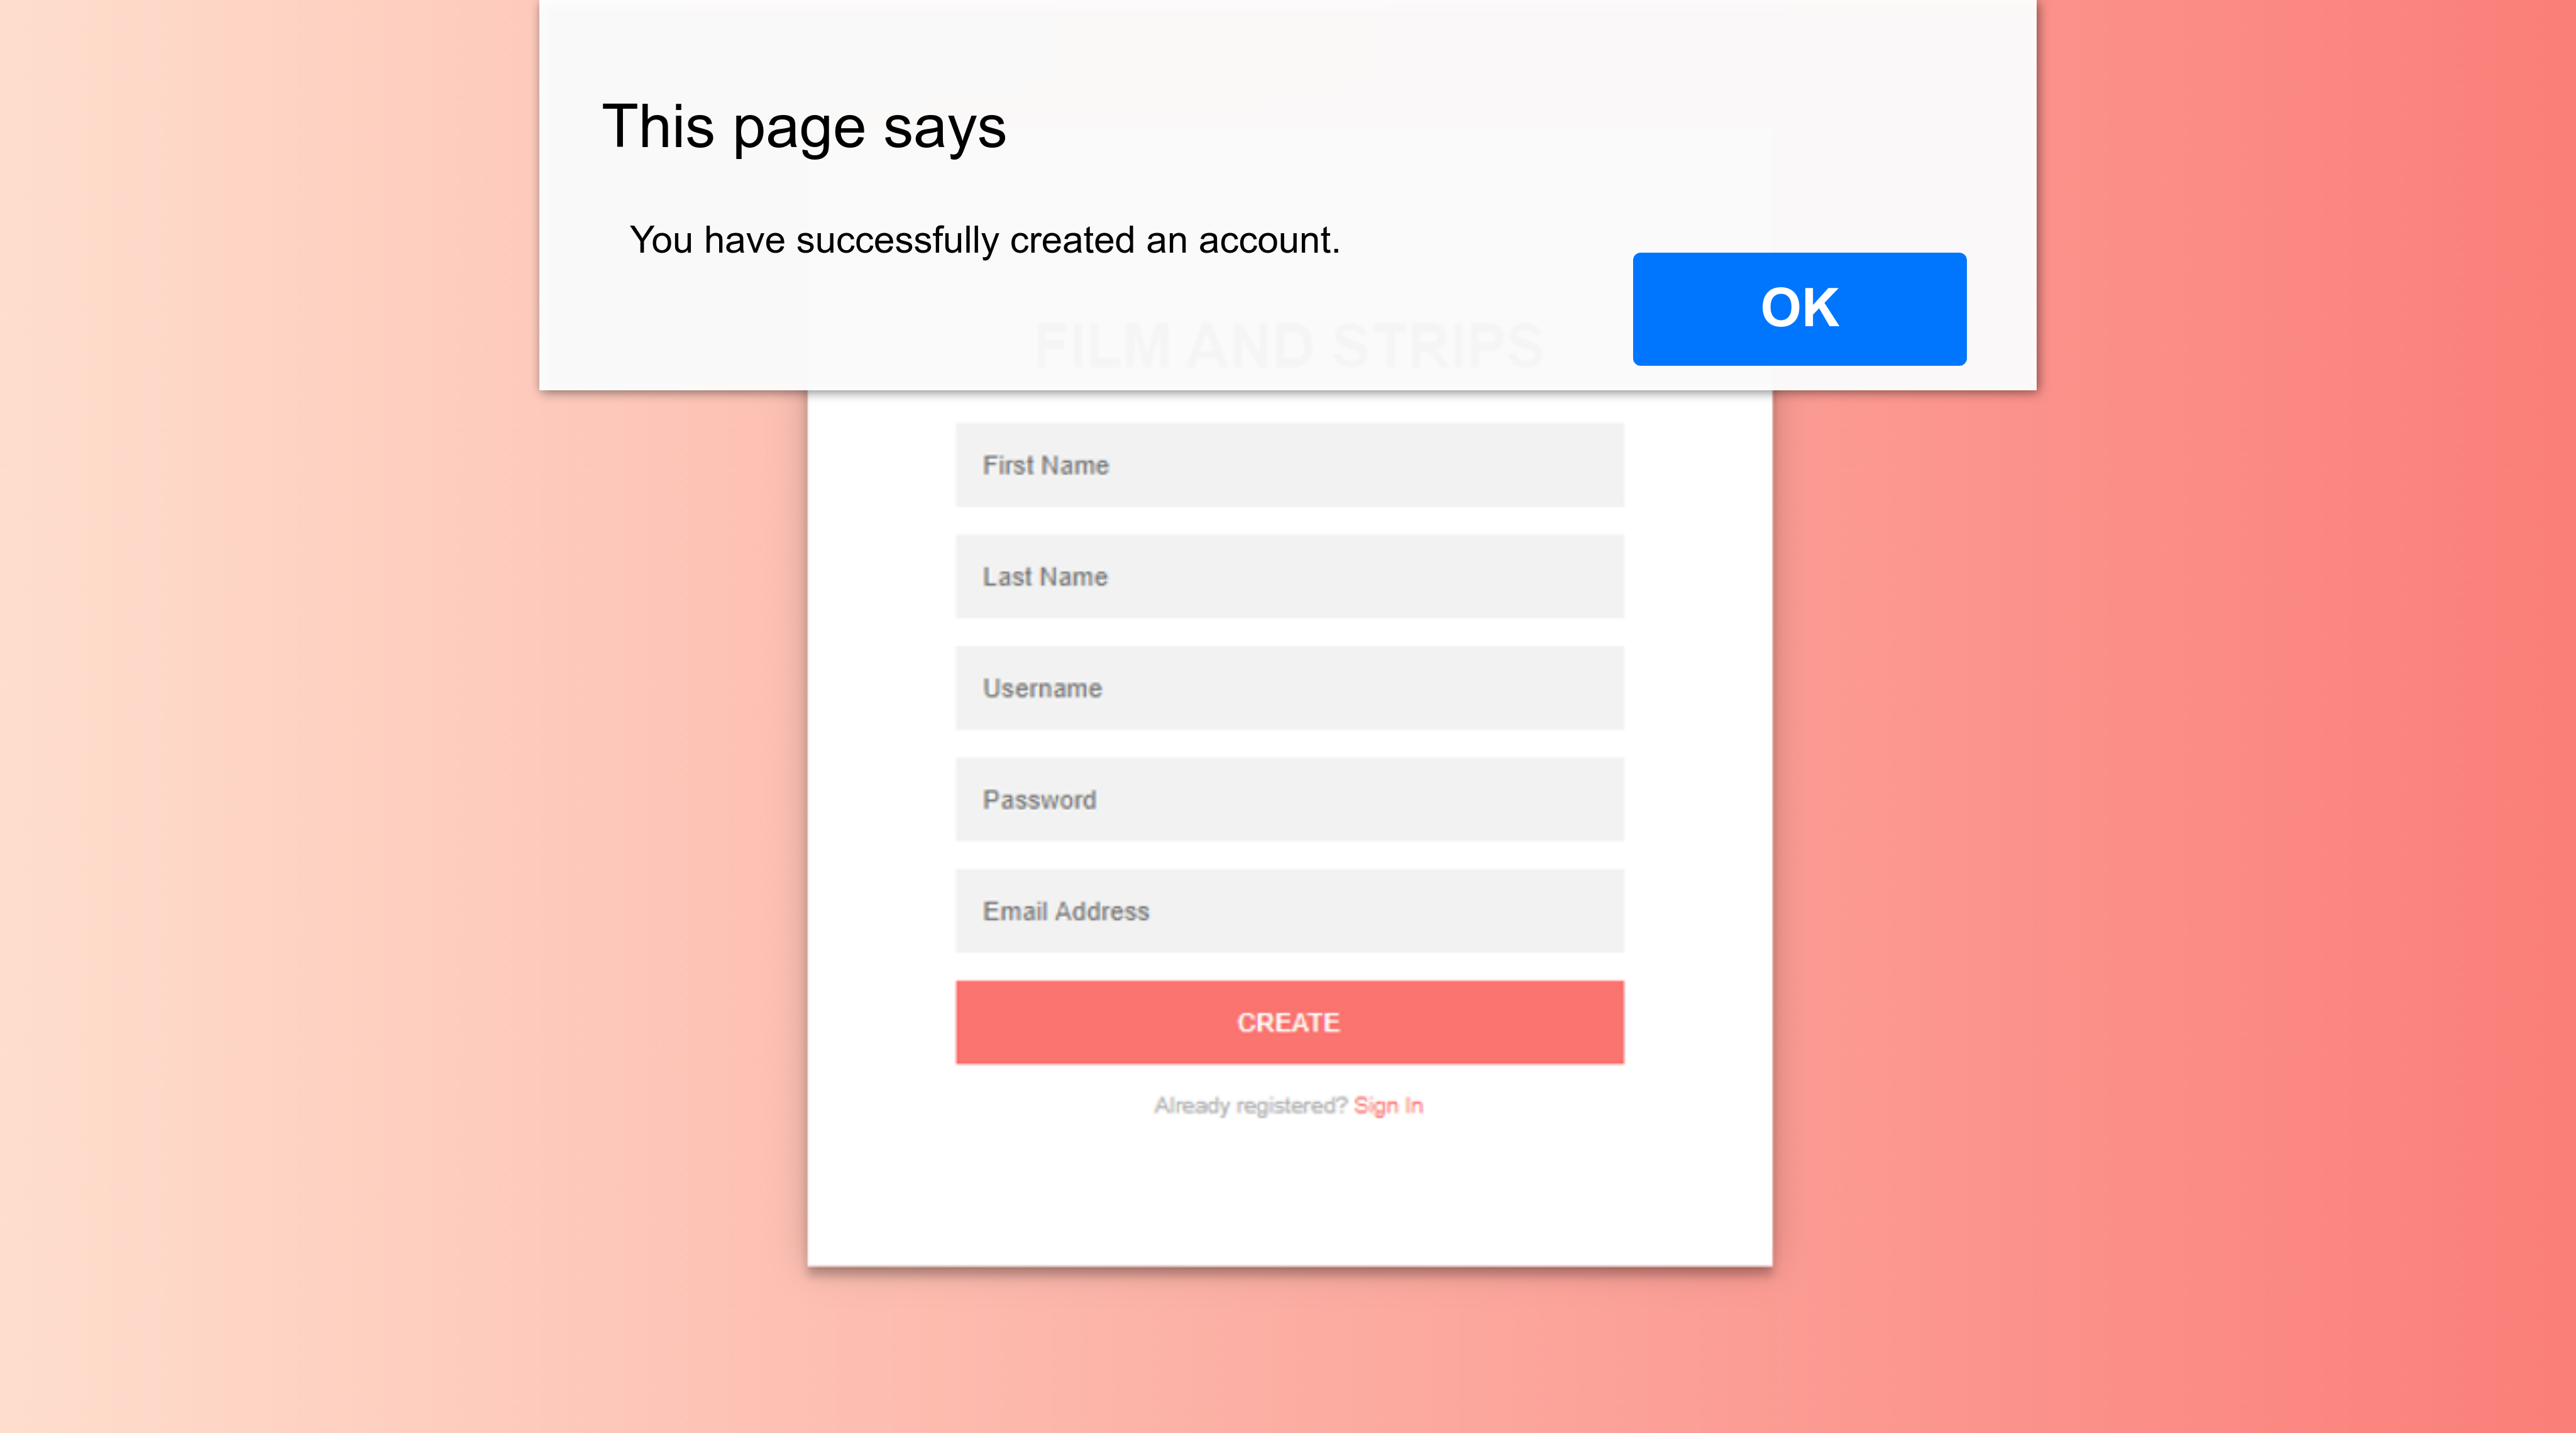 This page says
You have successfully created an account.
OK
FILM AND STRIPS
First Name
Last Name
Username
Password
Email Address
CREATE
Already registered? Sign In